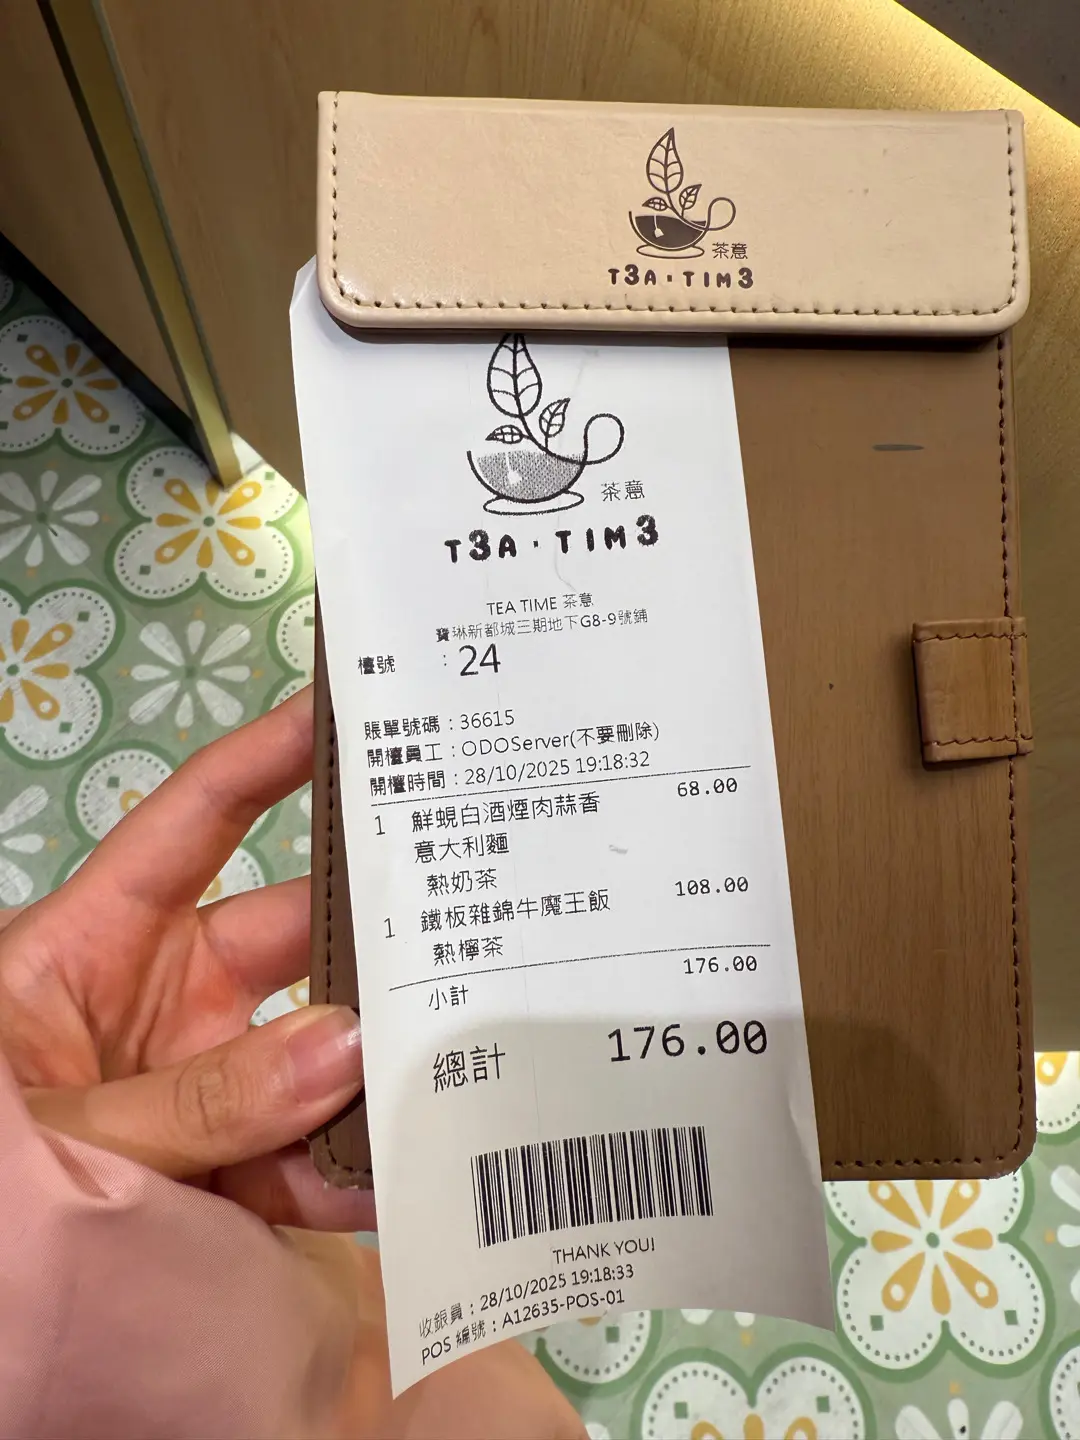 茶意
T3A·TIM3
茶意
T3A·TIM3
TEA TIME 茶意
寶琳新都城三期地下G8-9號鋪
檯號 : 24
賬單號碼：36615
開檯員工：ODOServer(不要刪除)
開檯時間：28/10/2025 19:18:32
1 鮮蜆白酒煙肉蒜香 68.00
意大利麵
熱奶茶
1 鐵板雜錦牛魔王飯 108.00
熱檸茶
小計 176.00
總計 176.00
THANK YOU!
收銀員：28/10/2025 19:18:33
POS 編號：A12635-POS-01